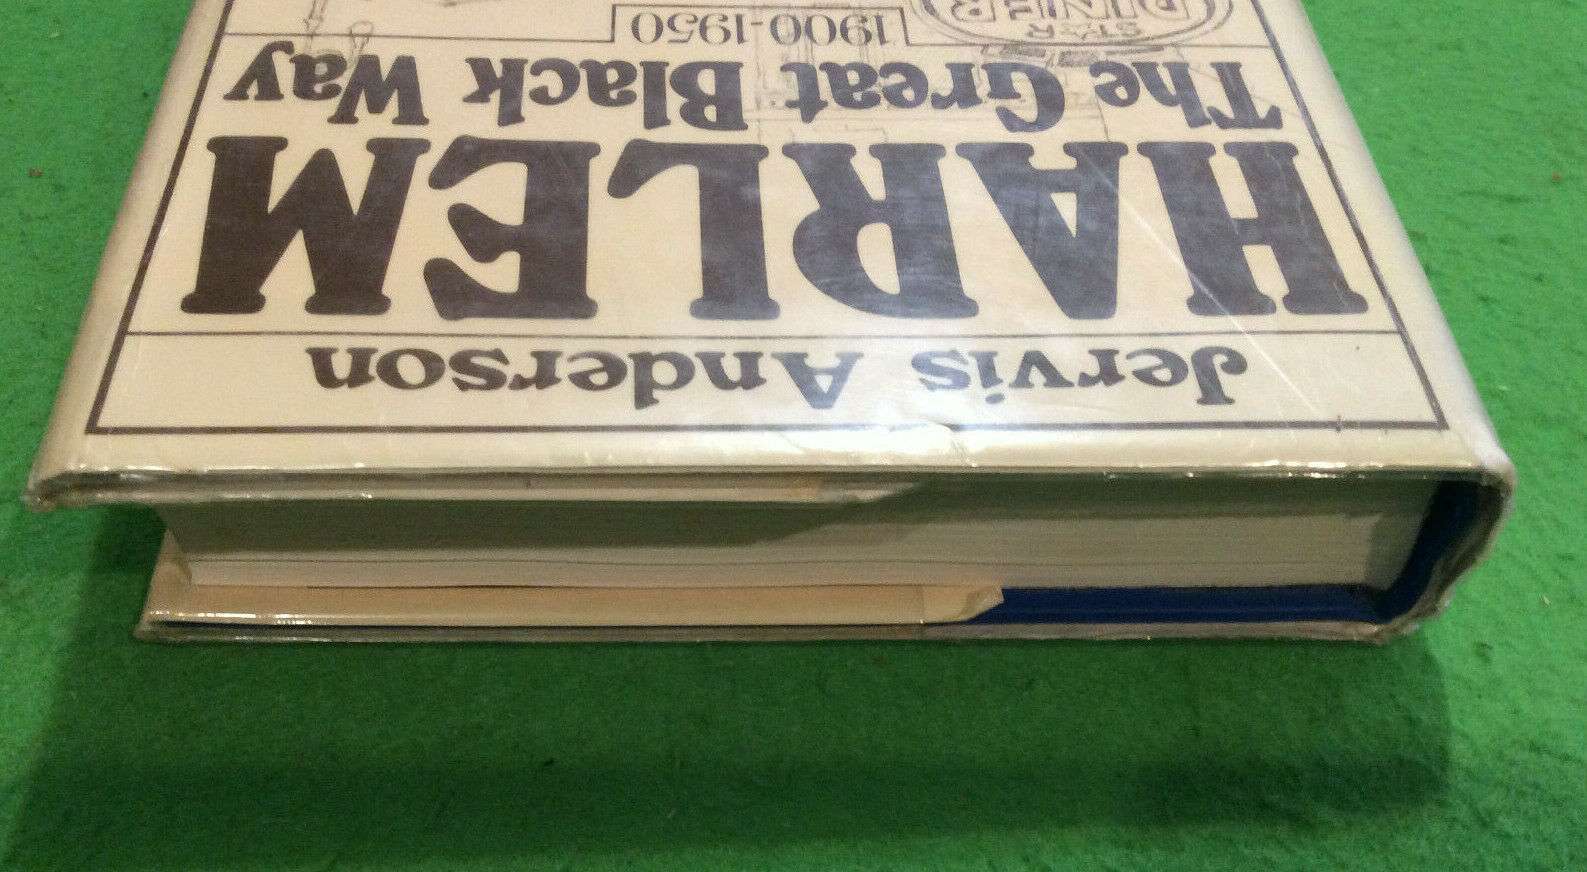 Jervis Anderson
HARLEM
The Great Black Way
1900-1950
STAR
DINER